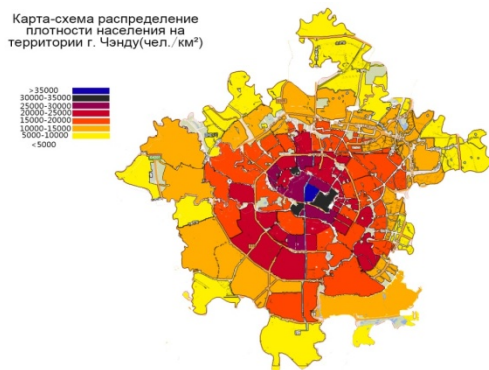 Карта-схема распределение
плотности населения на
территории г. Чэнду(чел./км²)
>35000
30000-35000
25000-30000
20000-25000
15000-20000
10000-15000
5000-10000
<5000